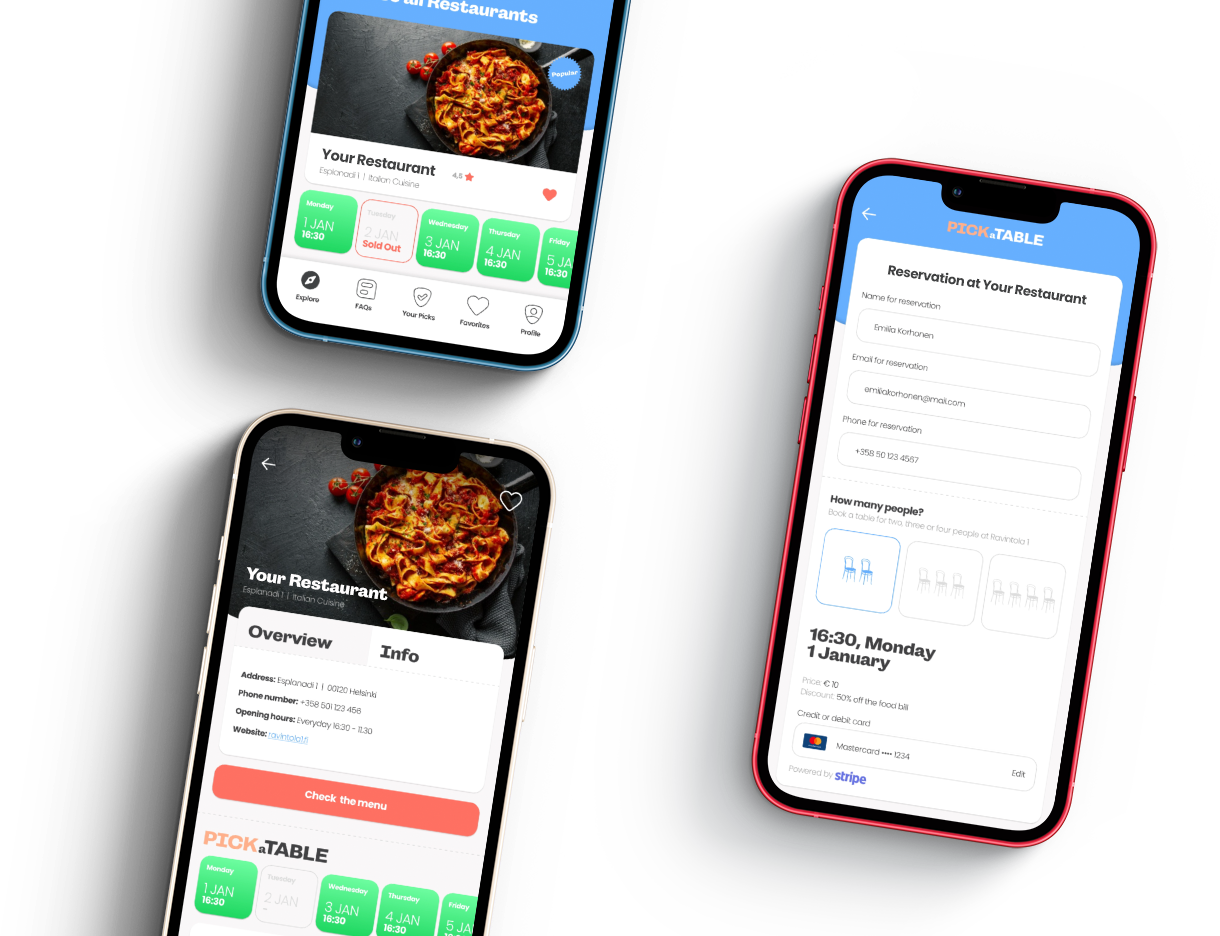 all Restaurants
Popular
Your Restaurant
4,5
Esplanadi 1 | Italian Cuisine
Monday
1 JAN
16:30
Tuesday
2 JAN
Sold Out
Wednesday
3 JAN
16:30
Thursday
4 JAN
16:30
Friday
5 JA
16:30
Explore
FAQs
Your Picks
Favorites
Profile
Your Restaurant
Esplanadi 1 | Italian Cuisine
Overview
Info
Address: Esplanadi 1 | 00120 Helsinki
Phone number: +358 501 123 456
Opening hours: Everyday 16:30 - 11.30
Website: ravintola1.fi
Check the menu
PICKaTABLE
Monday
1 JAN
16:30
Tuesday
2 JAN
-
Wednesday
3 JAN
16:30
Thursday
4 JAN
16:30
Friday
5 JA
16:30
PICKaTABLE
Reservation at Your Restaurant
Name for reservation
Emilia Korhonen
Email for reservation
emiliakorhonen@mail.com
Phone for reservation
+358 50 123 4567
How many people?
Book a table for two, three or four people at Ravintola 1
16:30, Monday
1 January
Price: € 10
Discount: 50% off the food bill
Credit or debit card
Mastercard •••• 1234
Edit
Powered by stripe